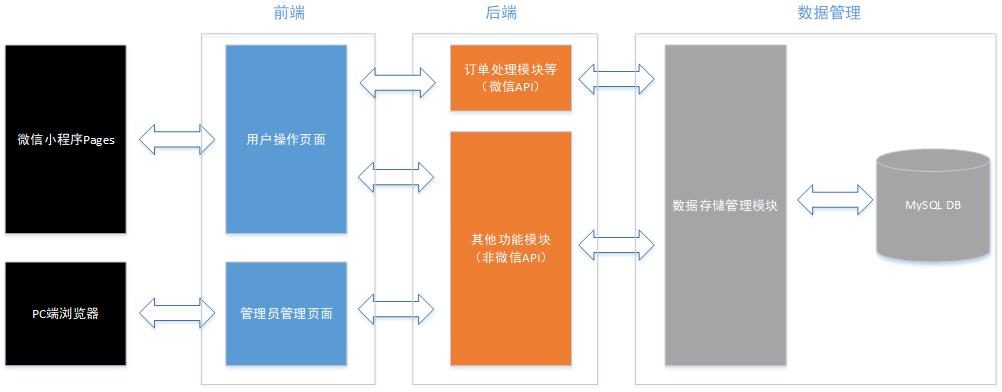 前端
后端
数据管理
微信小程序Pages
用户操作页面
订单处理模块等
（微信API）
其他功能模块
（非微信API）
数据存储管理模块
MySQL DB
PC端浏览器
管理员管理页面